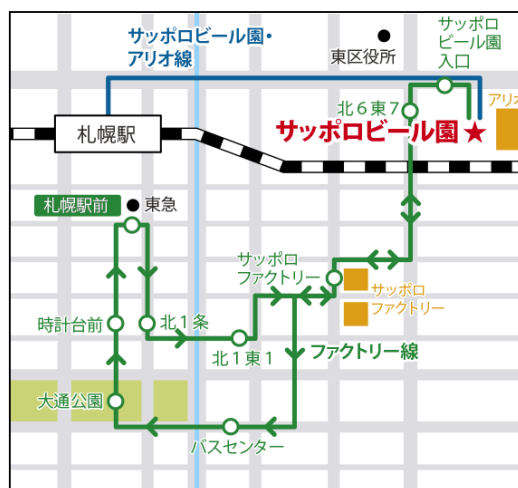 サッポロビール園・
アリオ線
東区役所
サッポロ
ビール園
入口
北6東7
アリオ
札幌駅
サッポロビール園★
札幌駅前
東急
サッポロ
ファクトリー
サッポロ
ファクトリー
時計台前
北1条
北1東1
ファクトリー線
大通公園
バスセンター